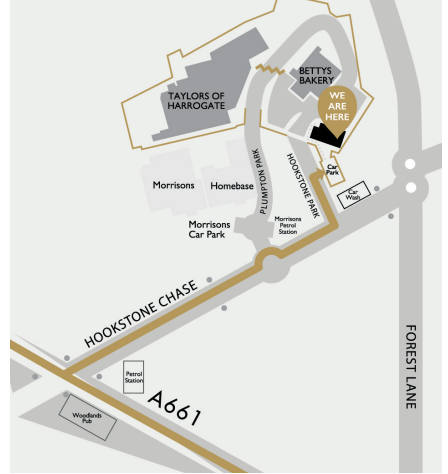 BETTYS
BAKERY
TAYLORS OF
HARROGATE
WE
ARE
HERE
PLUMPTON PARK
HOOKSTONE PARK
Car
Park
Car
Wash
Morrisons
Homebase
Morrisons
Car Park
Morrisons
Petrol
Station
HOOKSTONE CHASE
FOREST LANE
Petrol
Station
A661
Woodlands
Pub